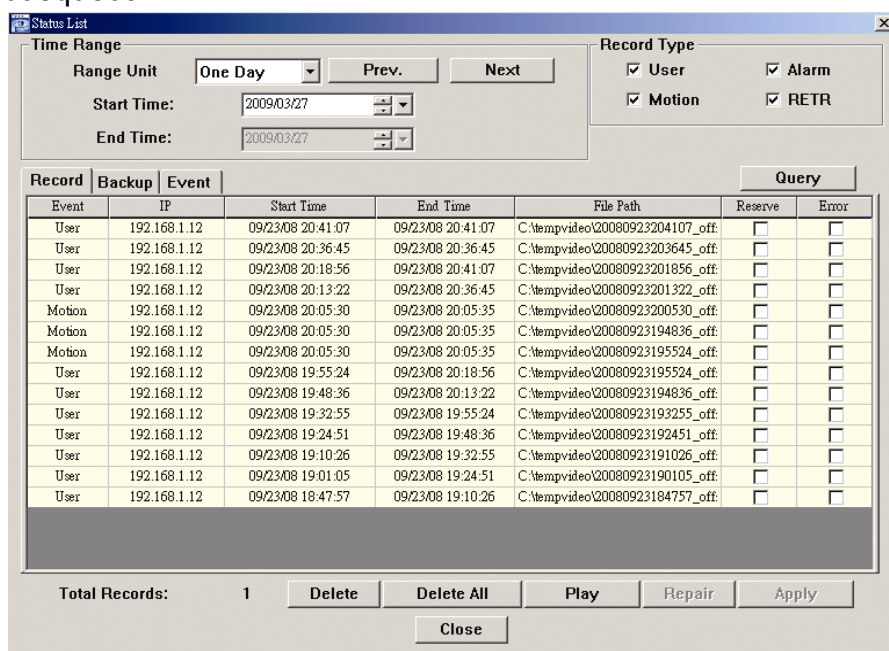 Status List
Time Range
Record Type
Range Unit One Day Prev. Next
User Alarm
Start Time: 2009/03/27
Motion RETR
End Time: 2009/03/27
Record Backup Event Query
Event IP Start Time End Time File Path Reserve Error
User 192.168.1.12 09/23/08 20:41:07 09/23/08 20:41:07 C:\tempvideo\20080923204107_off:
User 192.168.1.12 09/23/08 20:36:45 09/23/08 20:36:45 C:\tempvideo\20080923203645_off:
User 192.168.1.12 09/23/08 20:18:56 09/23/08 20:41:07 C:\tempvideo\20080923201856_off:
User 192.168.1.12 09/23/08 20:13:22 09/23/08 20:36:45 C:\tempvideo\20080923201322_off:
Motion 192.168.1.12 09/23/08 20:05:30 09/23/08 20:05:35 C:\tempvideo\20080923200530_off:
Motion 192.168.1.12 09/23/08 20:05:30 09/23/08 20:05:35 C:\tempvideo\20080923194836_off:
Motion 192.168.1.12 09/23/08 20:05:30 09/23/08 20:05:35 C:\tempvideo\20080923195524_off:
User 192.168.1.12 09/23/08 19:55:24 09/23/08 20:18:56 C:\tempvideo\20080923195524_off:
User 192.168.1.12 09/23/08 19:48:36 09/23/08 20:13:22 C:\tempvideo\20080923194836_off:
User 192.168.1.12 09/23/08 19:32:55 09/23/08 19:55:24 C:\tempvideo\20080923193255_off:
User 192.168.1.12 09/23/08 19:24:51 09/23/08 19:48:36 C:\tempvideo\20080923192451_off:
User 192.168.1.12 09/23/08 19:10:26 09/23/08 19:32:55 C:\tempvideo\20080923191026_off:
User 192.168.1.12 09/23/08 19:01:05 09/23/08 19:24:51 C:\tempvideo\20080923190105_off:
User 192.168.1.12 09/23/08 18:47:57 09/23/08 19:10:26 C:\tempvideo\20080923184757_off:
Total Records: 1 Delete Delete All Play Repair Apply
Close